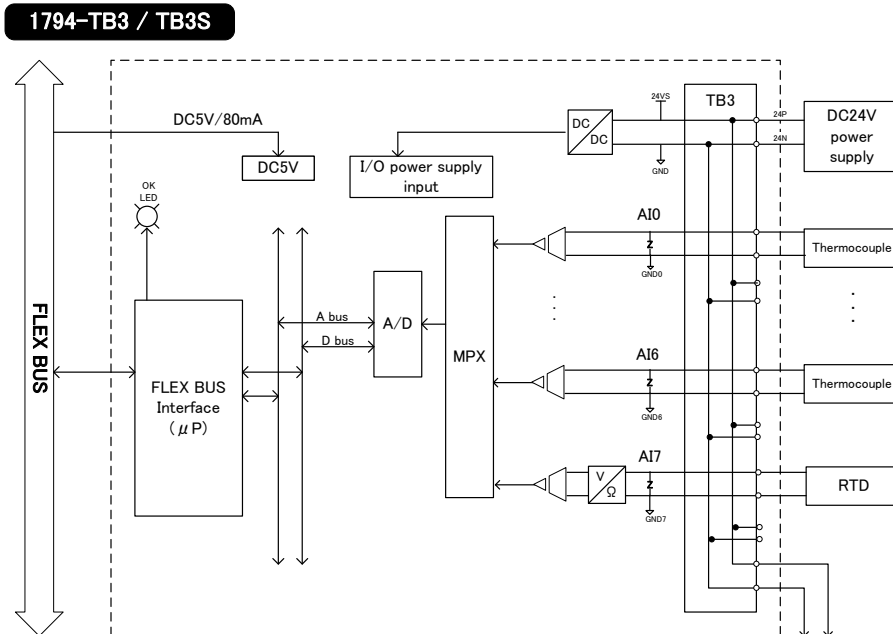 1794-TB3 / TB3S
FLEX BUS
DC5V/80mA
DC5V
OK
LED
I/O power supply
input
DC
DC
24VS
GND
TB3
24P
24N
DC24V
power
supply
AI0
GND0
Thermocouple
A bus
D bus
A/D
MPX
FLEX BUS
Interface
(μP)
AI6
GND6
Thermocouple
AI7
V
Ω
GND7
RTD